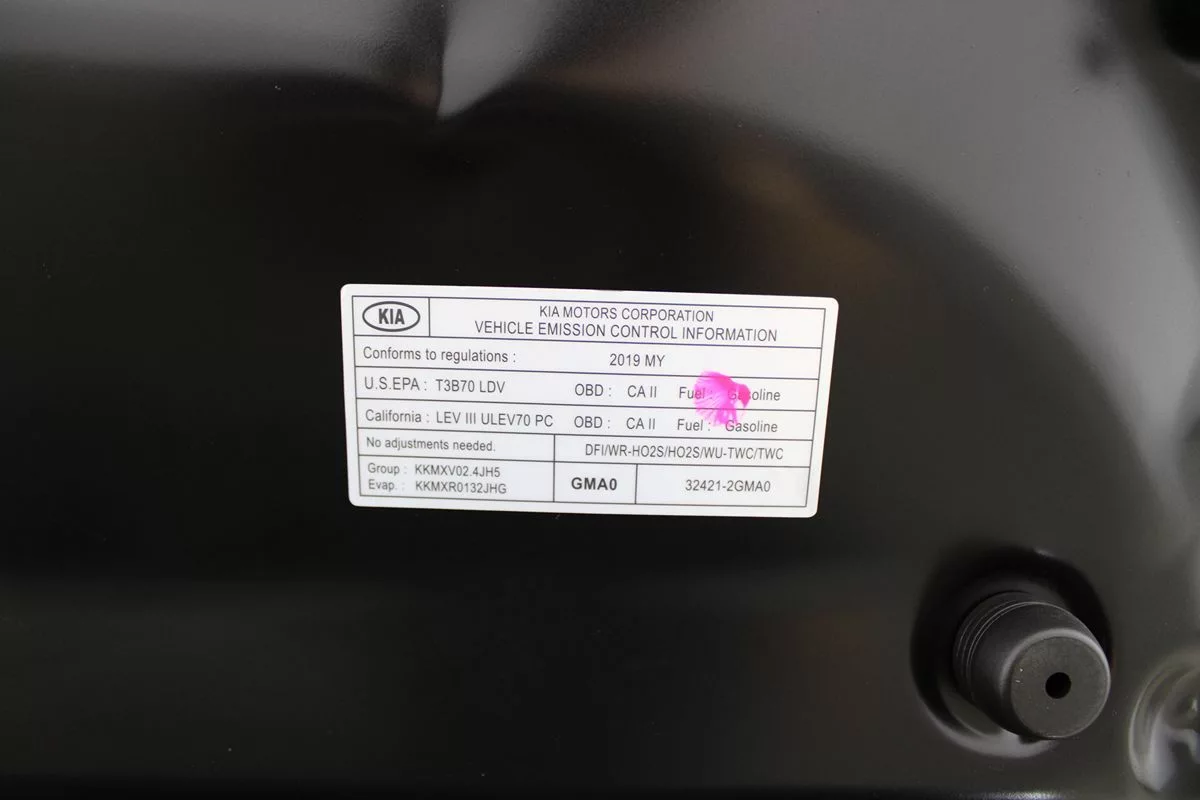 KIA
KIA MOTORS CORPORATION
VEHICLE EMISSION CONTROL INFORMATION
Conforms to regulations : 2019 MY
U.S.EPA : T3B70 LDV OBD : CA II Fuel : Gasoline
California : LEV III ULEV70 PC OBD : CA II Fuel : Gasoline
No adjustments needed. DFI/WR-HO2S/HO2S/WU-TWC/TWC
Group : KKMXV02.4JH5
Evap. : KKMXR0132JHG
GMA0
32421-2GMA0